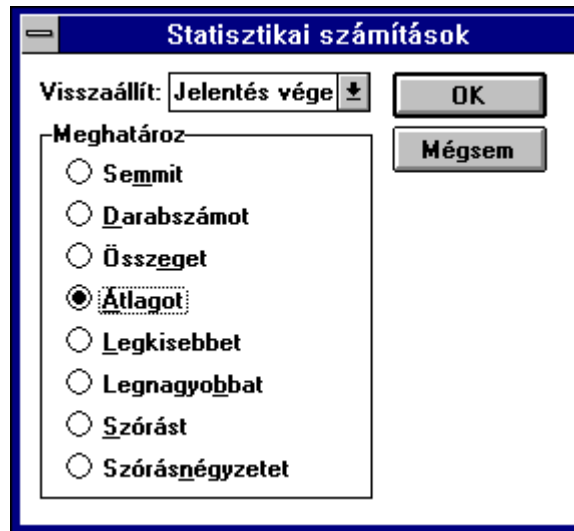 Statisztikai számítások
Visszaállít: Jelentés vége
OK
Mégsem
Meghatároz
Semmit
Darabszámot
Összeget
Átlagot
Legkisebbet
Legnagyobbat
Szórást
Szórásnégyzetet